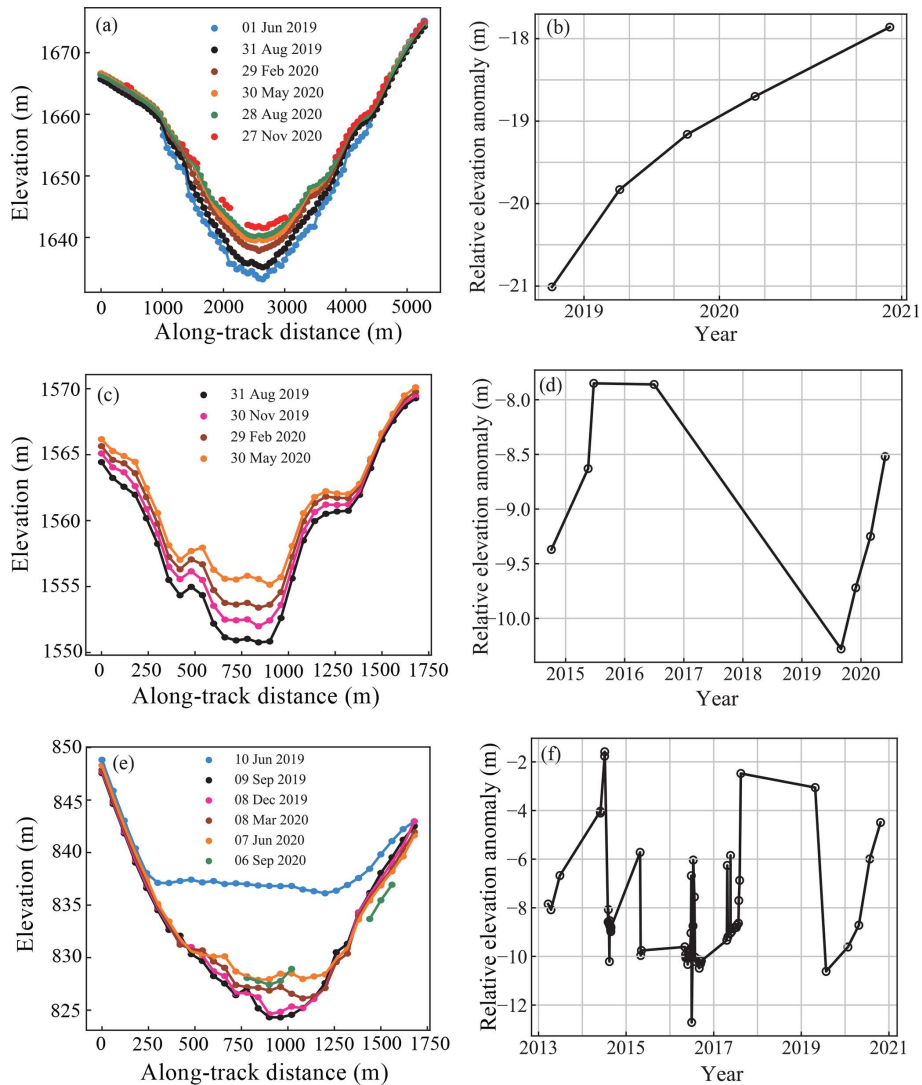 (a)
01 Jun 2019
31 Aug 2019
29 Feb 2020
30 May 2020
28 Aug 2020
27 Nov 2020
1670
1660
1650
1640
Elevation (m)
0 1000 2000 3000 4000 5000
Along-track distance (m)
(b)
−18
−19
−20
−21
Relative elevation anomaly (m)
2019 2020 2021
Year
(c)
31 Aug 2019
30 Nov 2019
29 Feb 2020
30 May 2020
1570
1565
1560
1555
1550
Elevation (m)
0 250 500 750 1000 1250 1500 1750
Along-track distance (m)
(d)
−8.0
−8.5
−9.0
−9.5
−10.0
Relative elevation anomaly (m)
2015 2016 2017 2018 2019 2020
Year
(e)
10 Jun 2019
09 Sep 2019
08 Dec 2019
08 Mar 2020
07 Jun 2020
06 Sep 2020
850
845
840
835
830
825
Elevation (m)
0 250 500 750 1000 1250 1500 1750
Along-track distance (m)
(f)
−2
−4
−6
−8
−10
−12
Relative elevation anomaly (m)
2013 2015 2017 2019 2021
Year